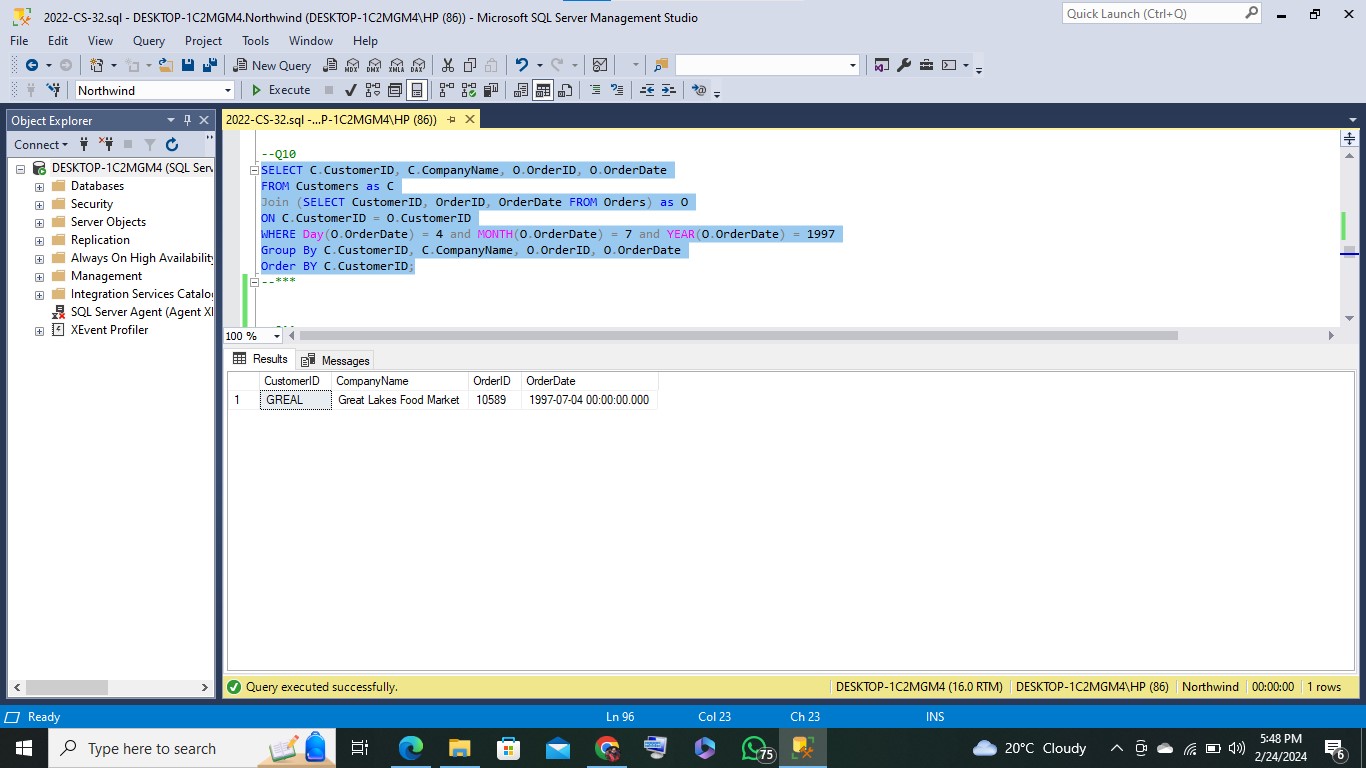 2022-CS-32.sql - DESKTOP-1C2MGM4.Northwind (DESKTOP-1C2MGM4\HP (86)) - Microsoft SQL Server Management Studio
Quick Launch (Ctrl+Q)
File Edit View Query Project Tools Window Help
New Query MDX DMX XMLA DAX
Northwind Execute
Object Explorer
2022-CS-32.sql -...P-1C2MGM4\HP (86))
Connect
DESKTOP-1C2MGM4 (SQL Serv
Databases
Security
Server Objects
Replication
Always On High Availability
Management
Integration Services Catalo
SQL Server Agent (Agent XI
XEvent Profiler
--Q10
SELECT C.CustomerID, C.CompanyName, O.OrderID, O.OrderDate
FROM Customers as C
Join (SELECT CustomerID, OrderID, OrderDate FROM Orders) as O
ON C.CustomerID = O.CustomerID
WHERE Day(O.OrderDate) = 4 and MONTH(O.OrderDate) = 7 and YEAR(O.OrderDate) = 1997
Group By C.CustomerID, C.CompanyName, O.OrderID, O.OrderDate
Order BY C.CustomerID;
--***
100 %
Results Messages
CustomerID CompanyName OrderID OrderDate
1 GREAL Great Lakes Food Market 10589 1997-07-04 00:00:00.000
Query executed successfully. DESKTOP-1C2MGM4 (16.0 RTM) DESKTOP-1C2MGM4\HP (86) Northwind 00:00:00 1 rows
Ready Ln 96 Col 23 Ch 23 INS
Type here to search
75
20°C Cloudy
5:48 PM
2/24/2024
6